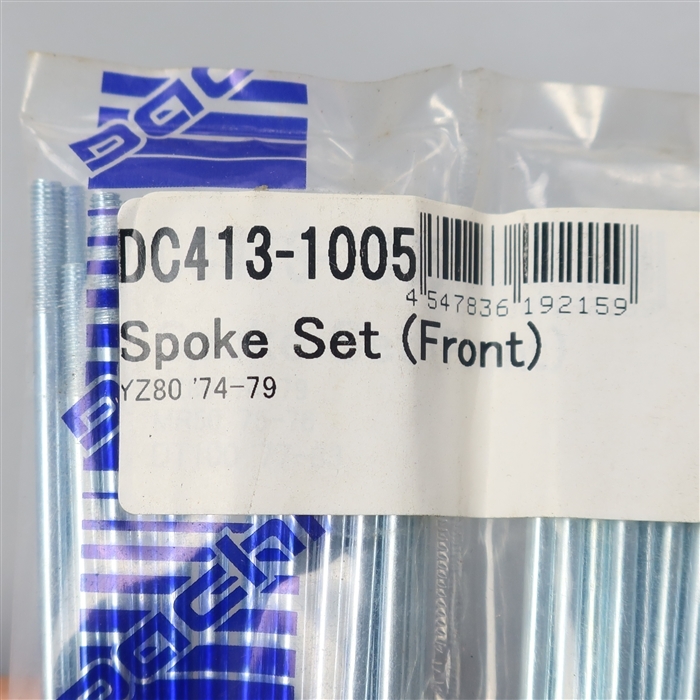 DC413-1005
4 547836 192159
Spoke Set (Front)
YZ80 '74-79